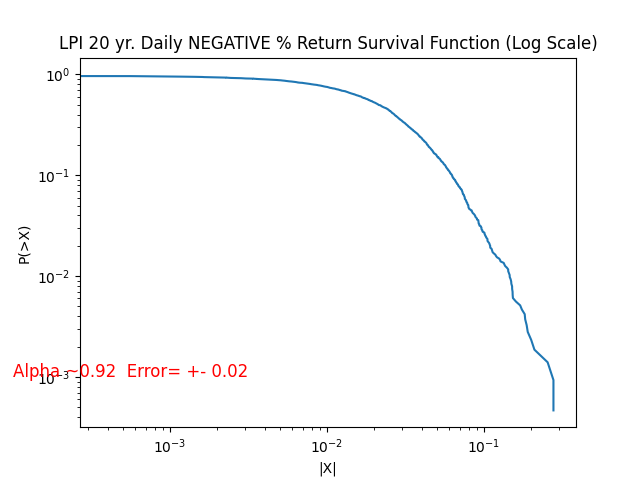 LPI 20 yr. Daily NEGATIVE % Return Survival Function (Log Scale)
10⁰
10⁻¹
10⁻²
10⁻³
P(>X)
Alpha ~0.92 Error= +- 0.02
10⁻³
10⁻²
10⁻¹
|X|